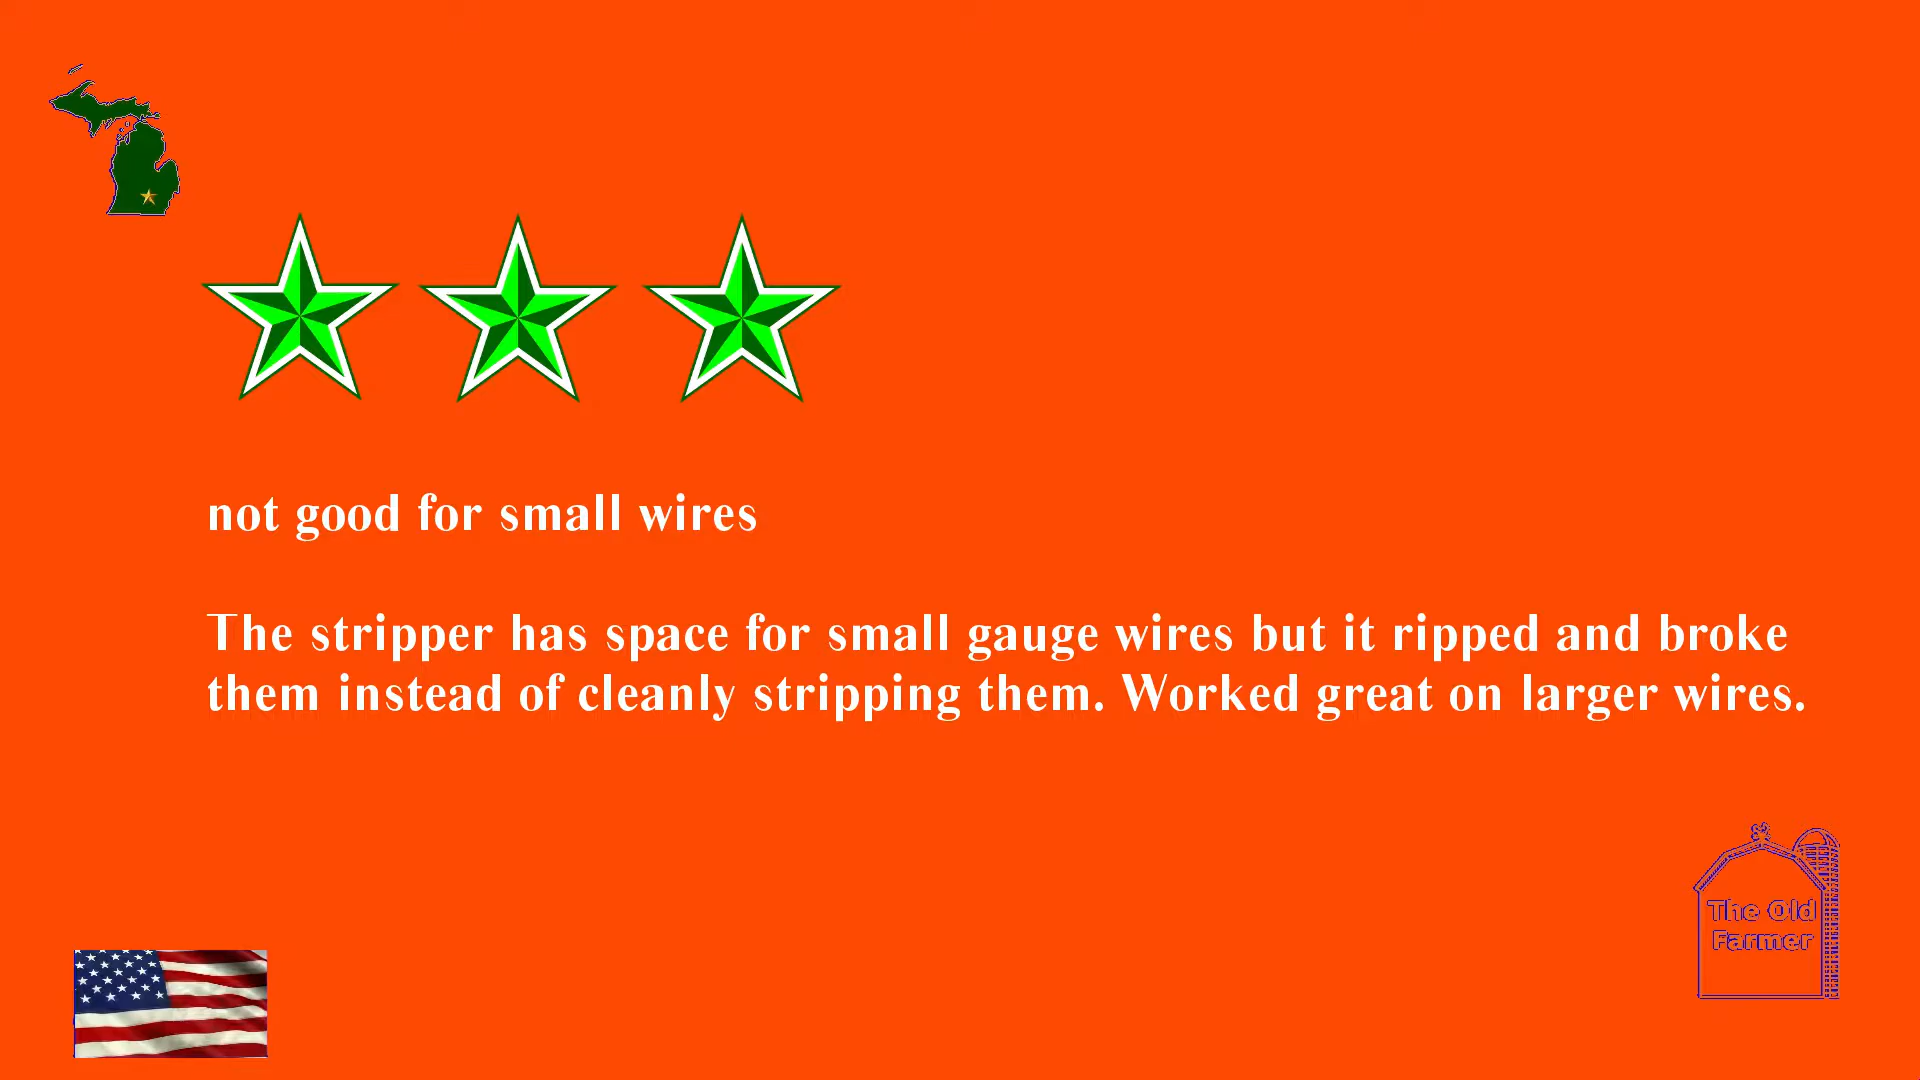 not good for small wires
The stripper has space for small gauge wires but it ripped and broke
them instead of cleanly stripping them. Worked great on larger wires.
The Old
Farmer